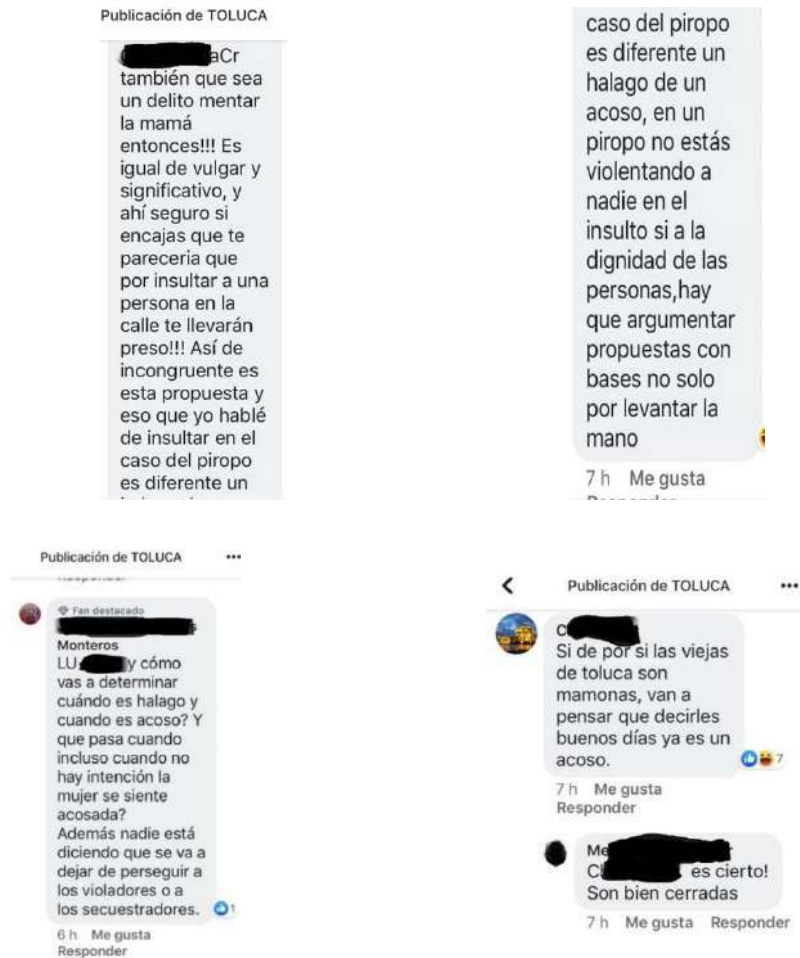 Publicación de TOLUCA
aCr
también que sea
un delito mentar
la mamá
entonces!!! Es
igual de vulgar y
significativo, y
ahí seguro si
encajas que te
pareceria que
por insultar a una
persona en la
calle te llevarán
preso!!! Así de
incongruente es
esta propuesta y
eso que yo hablé
de insultar en el
caso del piropo
es diferente un
caso del piropo
es diferente un
halago de un
acoso, en un
piropo no estás
violentando a
nadie en el
insulto si a la
dignidad de las
personas,hay
que argumentar
propuestas con
bases no solo
por levantar la
mano
7 h Me gusta
Publicación de TOLUCA
Fan destacado
Monteros
LU y cómo
vas a determinar
cuándo es halago y
cuando es acoso? Y
que pasa cuando
incluso cuando no
hay intención la
mujer se siente
acosada?
Además nadie está
diciendo que se va a
dejar de perseguir a
los violadores o a
los secuestradores.
1
6 h Me gusta
Responder
Publicación de TOLUCA
C
Si de por si las viejas
de toluca son
mamonas, van a
pensar que decirles
buenos días ya es un
acoso.
7
7 h Me gusta
Responder
Me
Cl es cierto!
Son bien cerradas
7 h Me gusta Responder